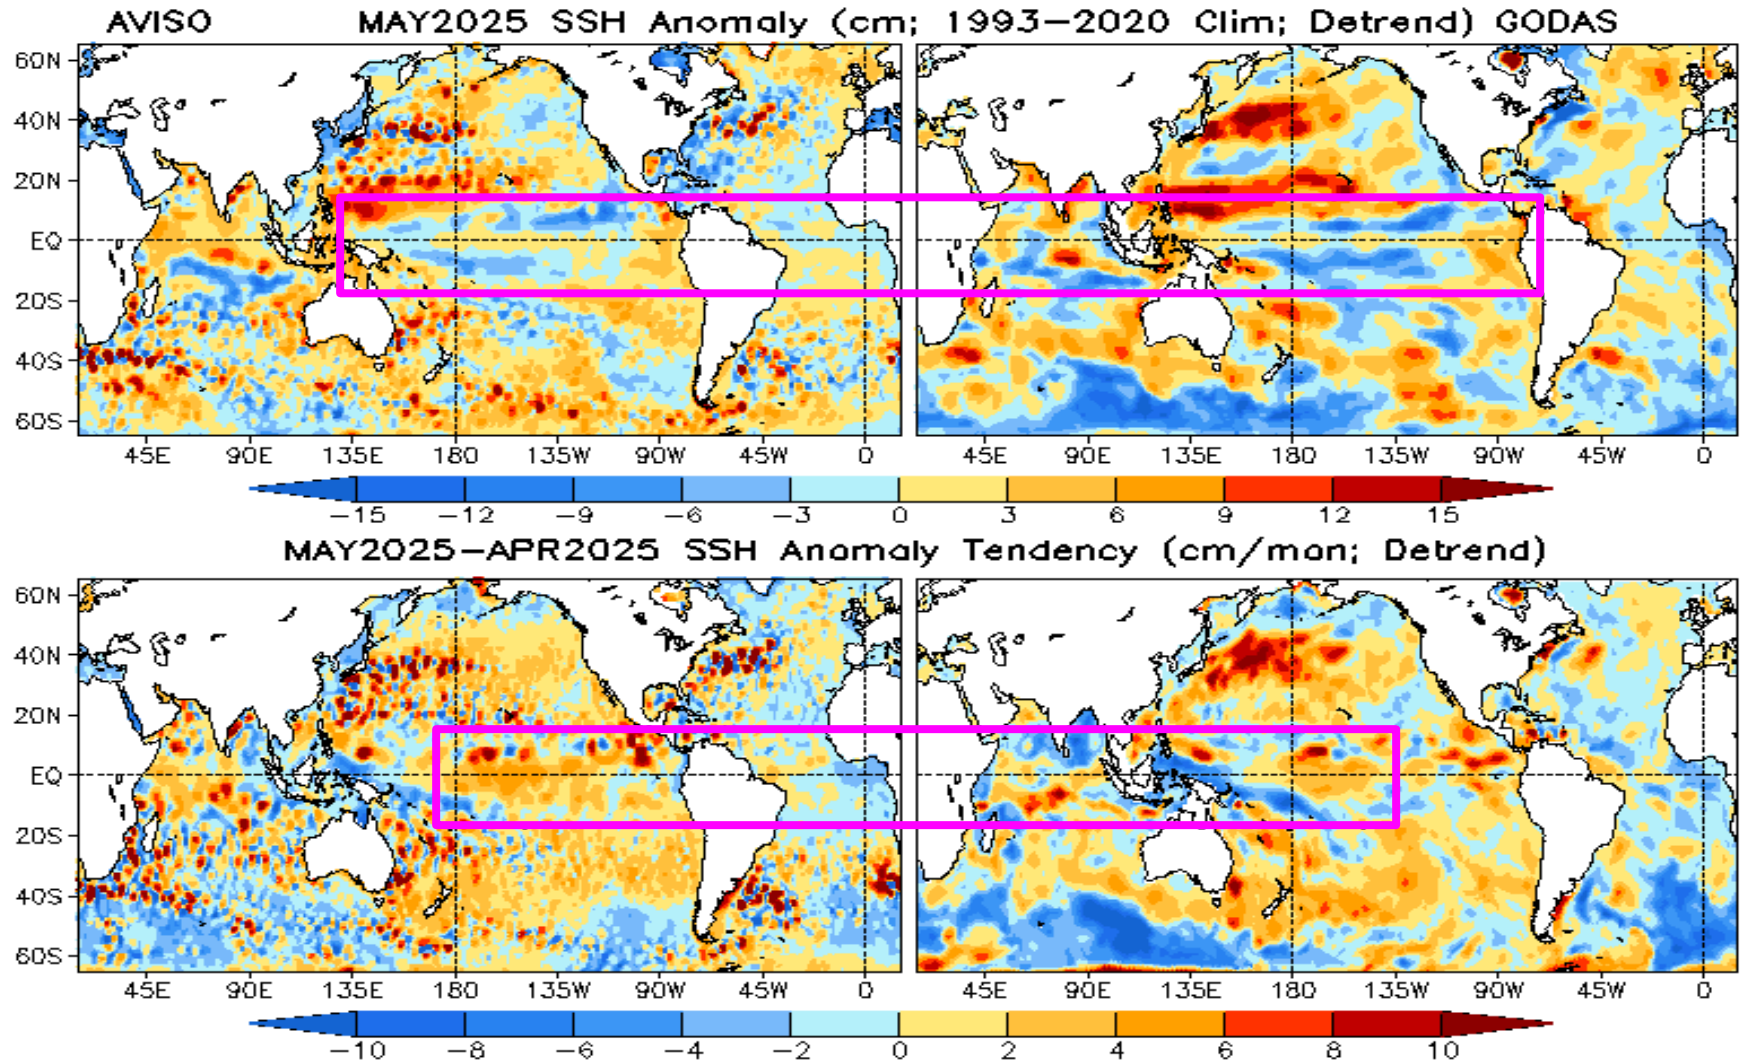 AVISO MAY2025 SSH Anomaly (cm; 1993-2020 Clim; Detrend) GODAS
60N
40N
20N
EQ
20S
40S
60S
45E 90E 135E 180 135W 90W 45W 0 45E 90E 135E 180 135W 90W 45W 0
-15 -12 -9 -6 -3 0 3 6 9 12 15
MAY2025-APR2025 SSH Anomaly Tendency (cm/mon; Detrend)
60N
40N
20N
EQ
20S
40S
60S
45E 90E 135E 180 135W 90W 45W 0 45E 90E 135E 180 135W 90W 45W 0
-10 -8 -6 -4 -2 0 2 4 6 8 10